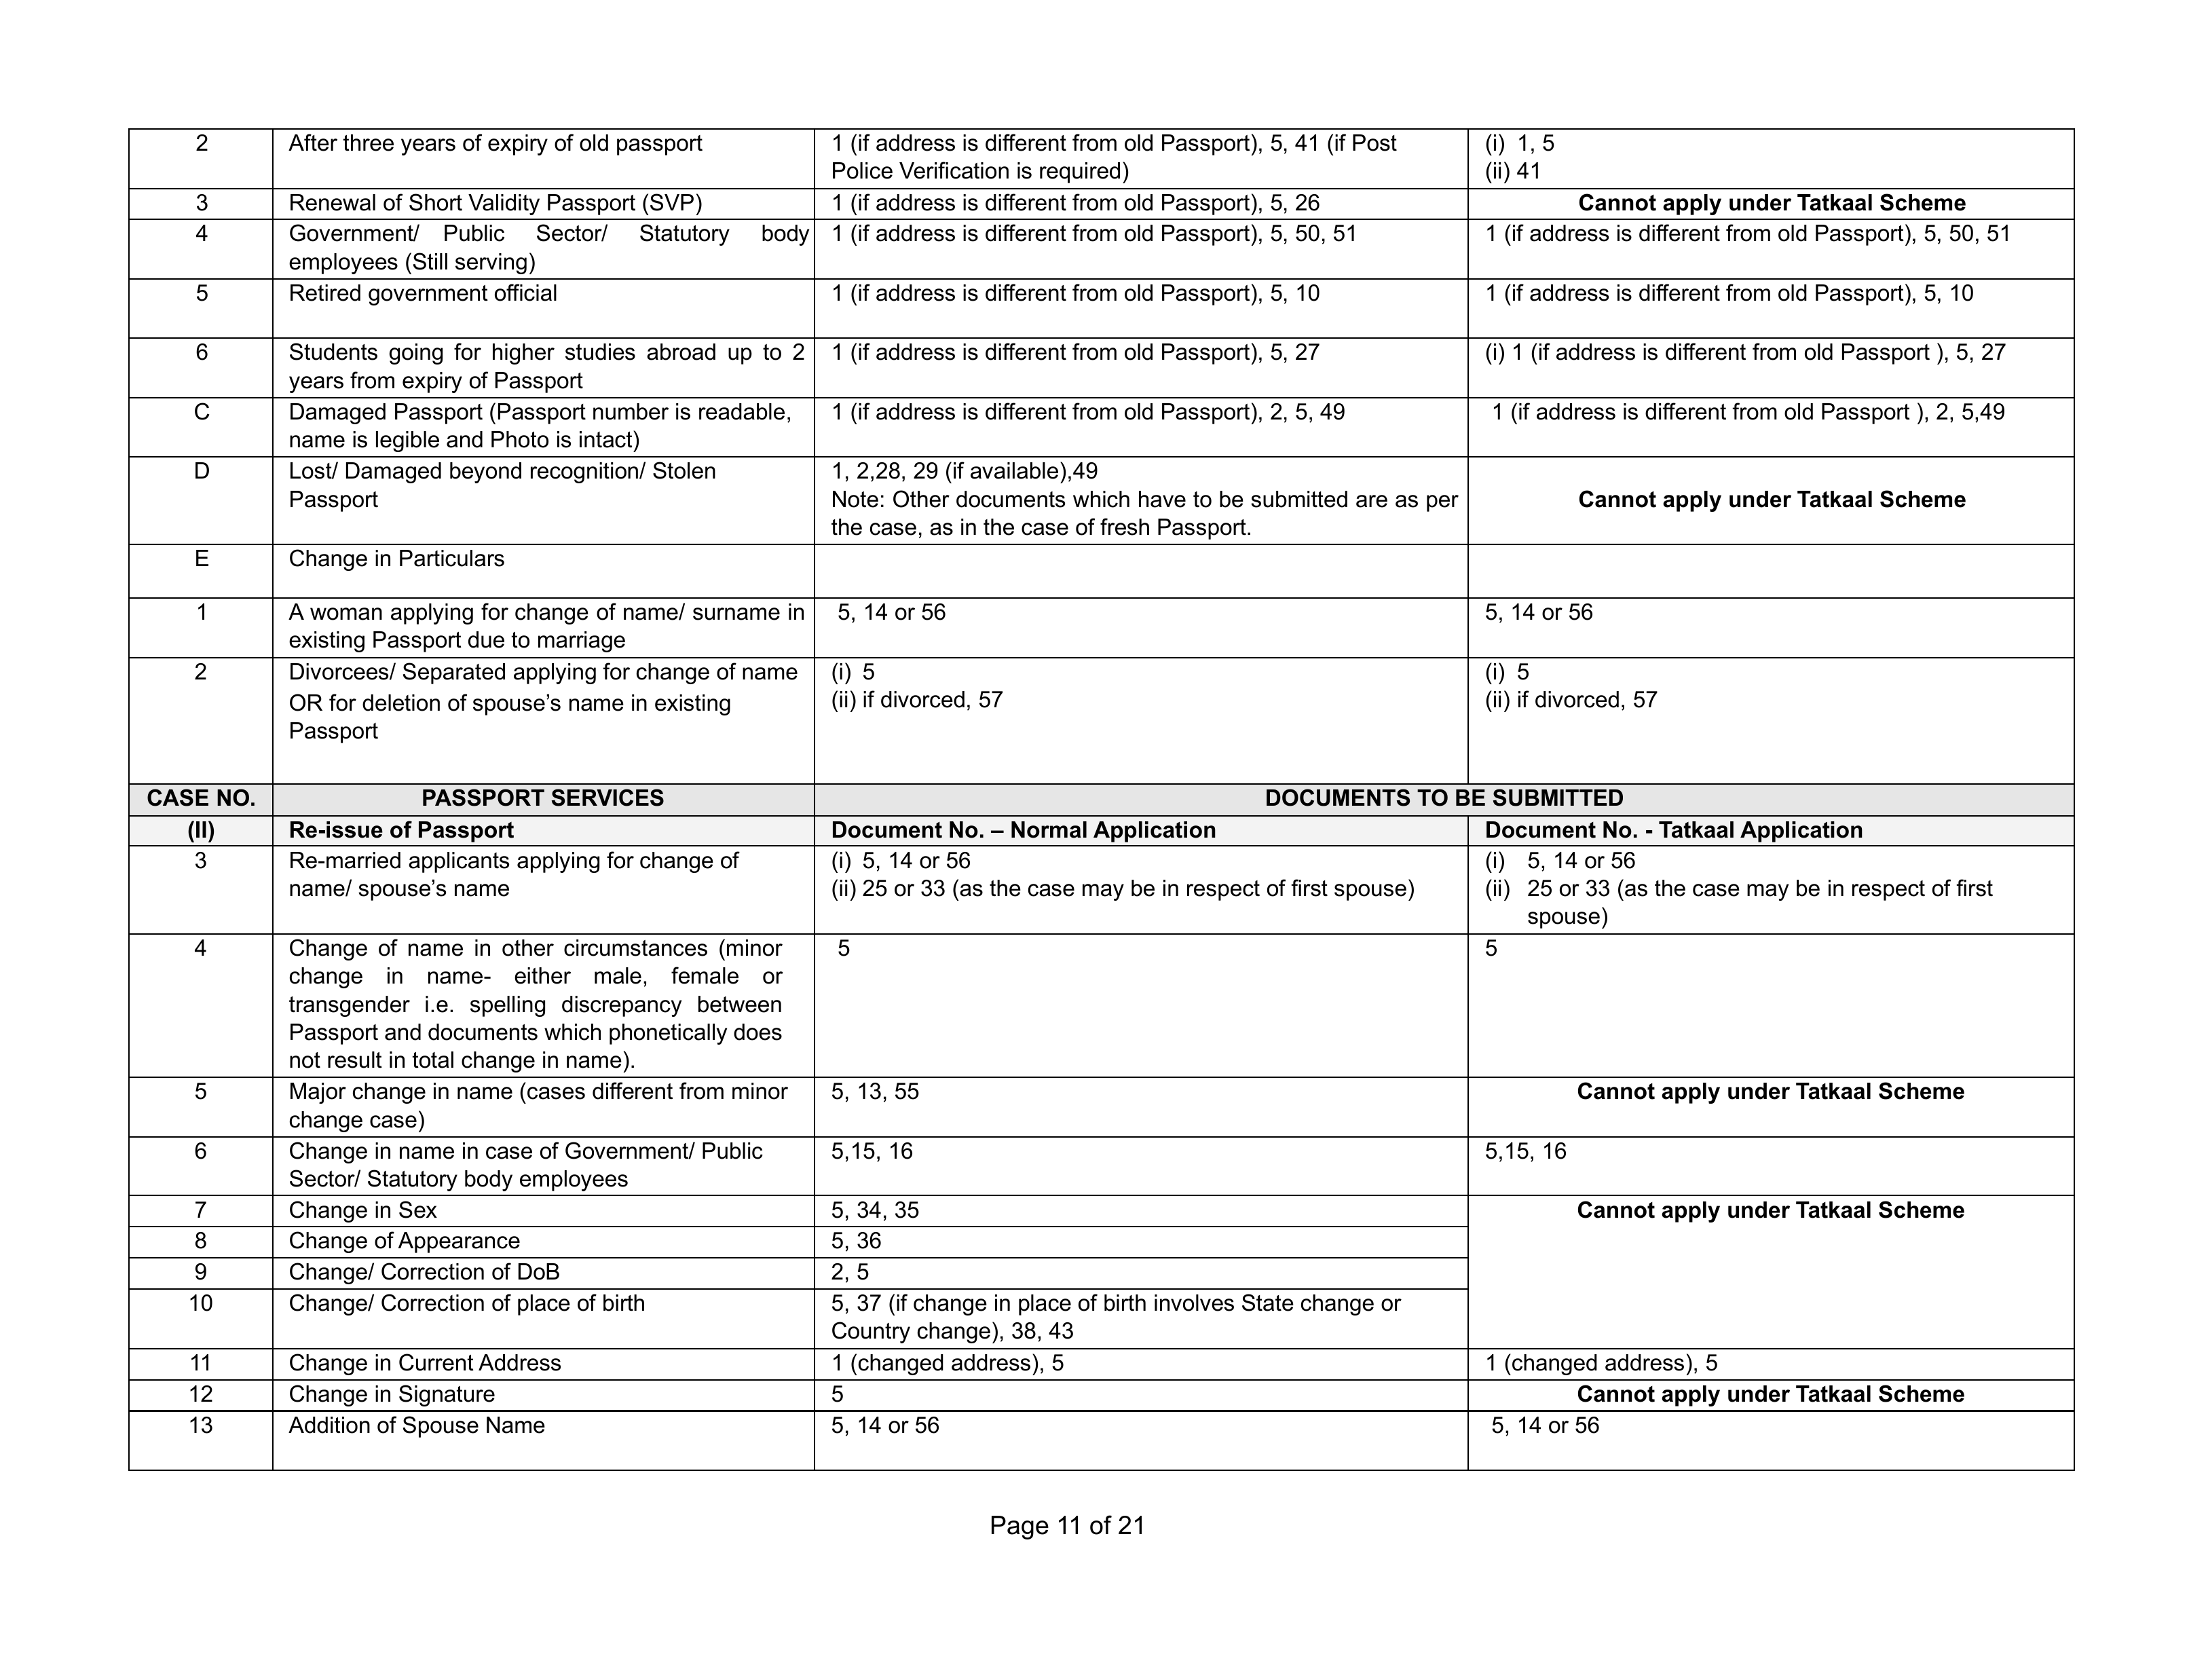 2
After three years of expiry of old passport
1 (if address is different from old Passport), 5, 41 (if Post
Police Verification is required)
(i) 1, 5
(ii) 41
3
Renewal of Short Validity Passport (SVP)
1 (if address is different from old Passport), 5, 26
Cannot apply under Tatkaal Scheme
4
Government/ Public Sector/ Statutory body
employees (Still serving)
1 (if address is different from old Passport), 5, 50, 51
1 (if address is different from old Passport), 5, 50, 51
5
Retired government official
1 (if address is different from old Passport), 5, 10
1 (if address is different from old Passport), 5, 10
6
Students going for higher studies abroad up to 2
years from expiry of Passport
1 (if address is different from old Passport), 5, 27
(i) 1 (if address is different from old Passport ), 5, 27
C
Damaged Passport (Passport number is readable,
name is legible and Photo is intact)
1 (if address is different from old Passport), 2, 5, 49
1 (if address is different from old Passport ), 2, 5,49
D
Lost/ Damaged beyond recognition/ Stolen
Passport
1, 2,28, 29 (if available),49
Note: Other documents which have to be submitted are as per
the case, as in the case of fresh Passport.
Cannot apply under Tatkaal Scheme
E
Change in Particulars
1
A woman applying for change of name/ surname in
existing Passport due to marriage
5, 14 or 56
5, 14 or 56
2
Divorcees/ Separated applying for change of name
OR for deletion of spouse’s name in existing
Passport
(i) 5
(ii) if divorced, 57
(i) 5
(ii) if divorced, 57
CASE NO.
PASSPORT SERVICES
DOCUMENTS TO BE SUBMITTED
(II)
Re-issue of Passport
Document No. – Normal Application
Document No. - Tatkaal Application
3
Re-married applicants applying for change of
name/ spouse’s name
(i) 5, 14 or 56
(ii) 25 or 33 (as the case may be in respect of first spouse)
(i) 5, 14 or 56
(ii) 25 or 33 (as the case may be in respect of first
spouse)
4
Change of name in other circumstances (minor
change in name- either male, female or
transgender i.e. spelling discrepancy between
Passport and documents which phonetically does
not result in total change in name).
5
5
5
Major change in name (cases different from minor
change case)
5, 13, 55
Cannot apply under Tatkaal Scheme
6
Change in name in case of Government/ Public
Sector/ Statutory body employees
5,15, 16
5,15, 16
7
Change in Sex
5, 34, 35
Cannot apply under Tatkaal Scheme
8
Change of Appearance
5, 36
9
Change/ Correction of DoB
2, 5
10
Change/ Correction of place of birth
5, 37 (if change in place of birth involves State change or
Country change), 38, 43
11
Change in Current Address
1 (changed address), 5
1 (changed address), 5
12
Change in Signature
5
Cannot apply under Tatkaal Scheme
13
Addition of Spouse Name
5, 14 or 56
5, 14 or 56
Page 11 of 21